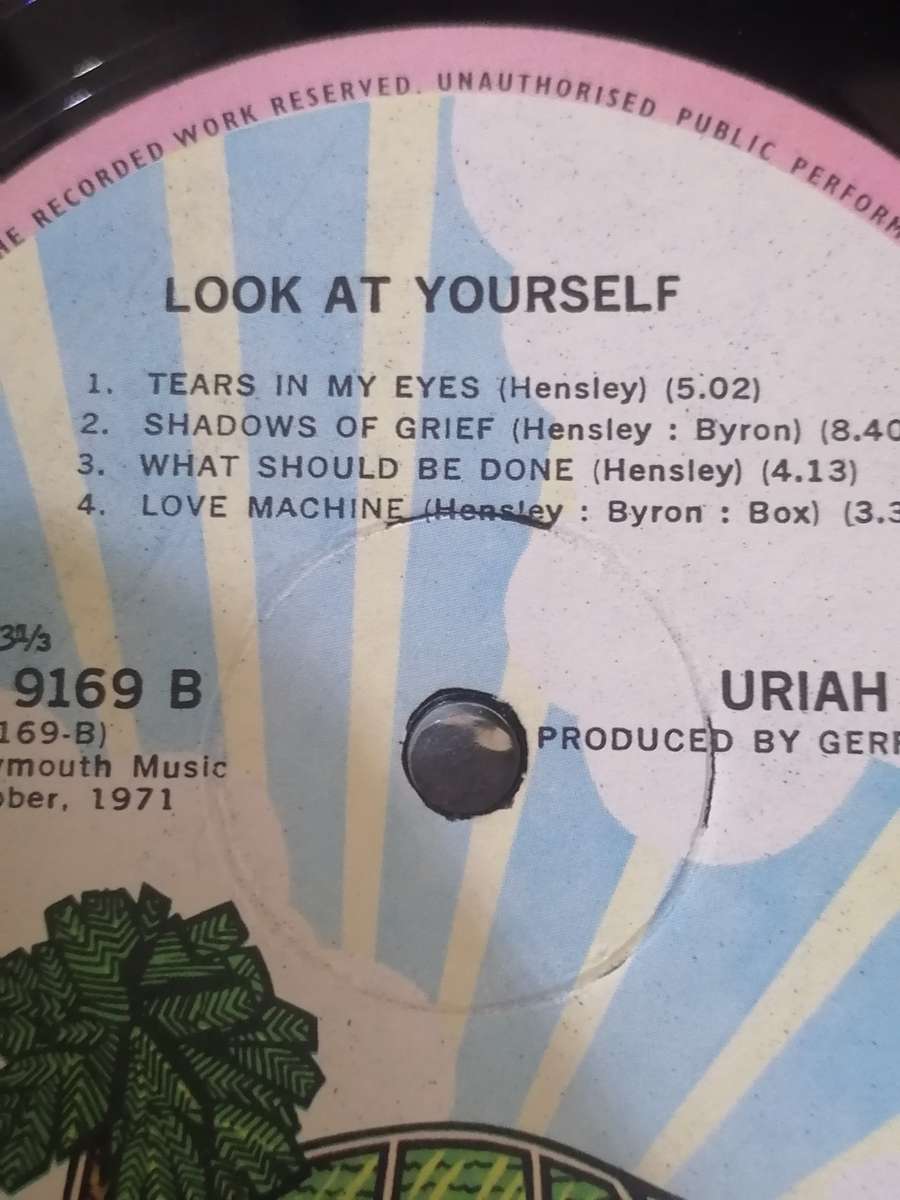 HE RECORDED WORK RESERVED. UNAUTHORISED PUBLIC PERFORM
LOOK AT YOURSELF
1. TEARS IN MY EYES (Hensley) (5.02)
2. SHADOWS OF GRIEF (Hensley : Byron) (8.40
3. WHAT SHOULD BE DONE (Hensley) (4.13)
4. LOVE MACHINE (Hensley : Byron : Box) (3.3
9169 B
169-B)
mouth Music
ber, 1971
URIAH
PRODUCED BY GER